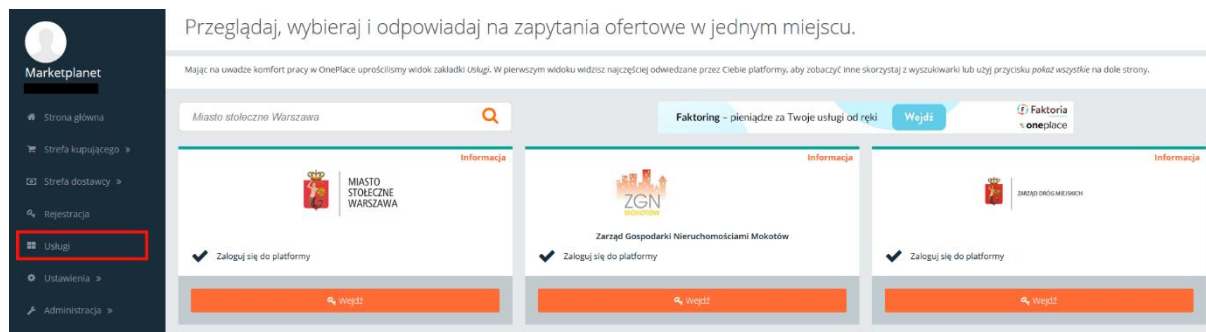 Przeglądaj, wybieraj i odpowiadaj na zapytania ofertowe w jednym miejscu.
Marketplanet
Mając na uwadze komfort pracy w OnePlace uprościlismy widok zakładki Usługi. W pierwszym widoku widzisz najczęściej odwiedzane przez Ciebie platformy, aby zobaczyć inne skorzystaj z wyszukiwarki lub użyj przycisku pokaż wszystkie na dole strony.
Strona główna
Strefa kupującego »
Strefa dostawcy »
Rejestracja
Usługi
Ustawienia »
Administracja »
Miasto stołeczne Warszawa
Faktoring – pieniądze za Twoje usługi od ręki
Wejdź
Faktoria
oneplace
Informacja
MIASTO
STOŁECZNE
WARSZAWA
Zaloguj się do platformy
Wejdź
Informacja
ZGN
MOKOTÓW
Zarząd Gospodarki Nieruchomościami Mokotów
Zaloguj się do platformy
Wejdź
Informacja
ZARZĄD DRÓG MIEJSKICH
Zaloguj się do platformy
Wejdź